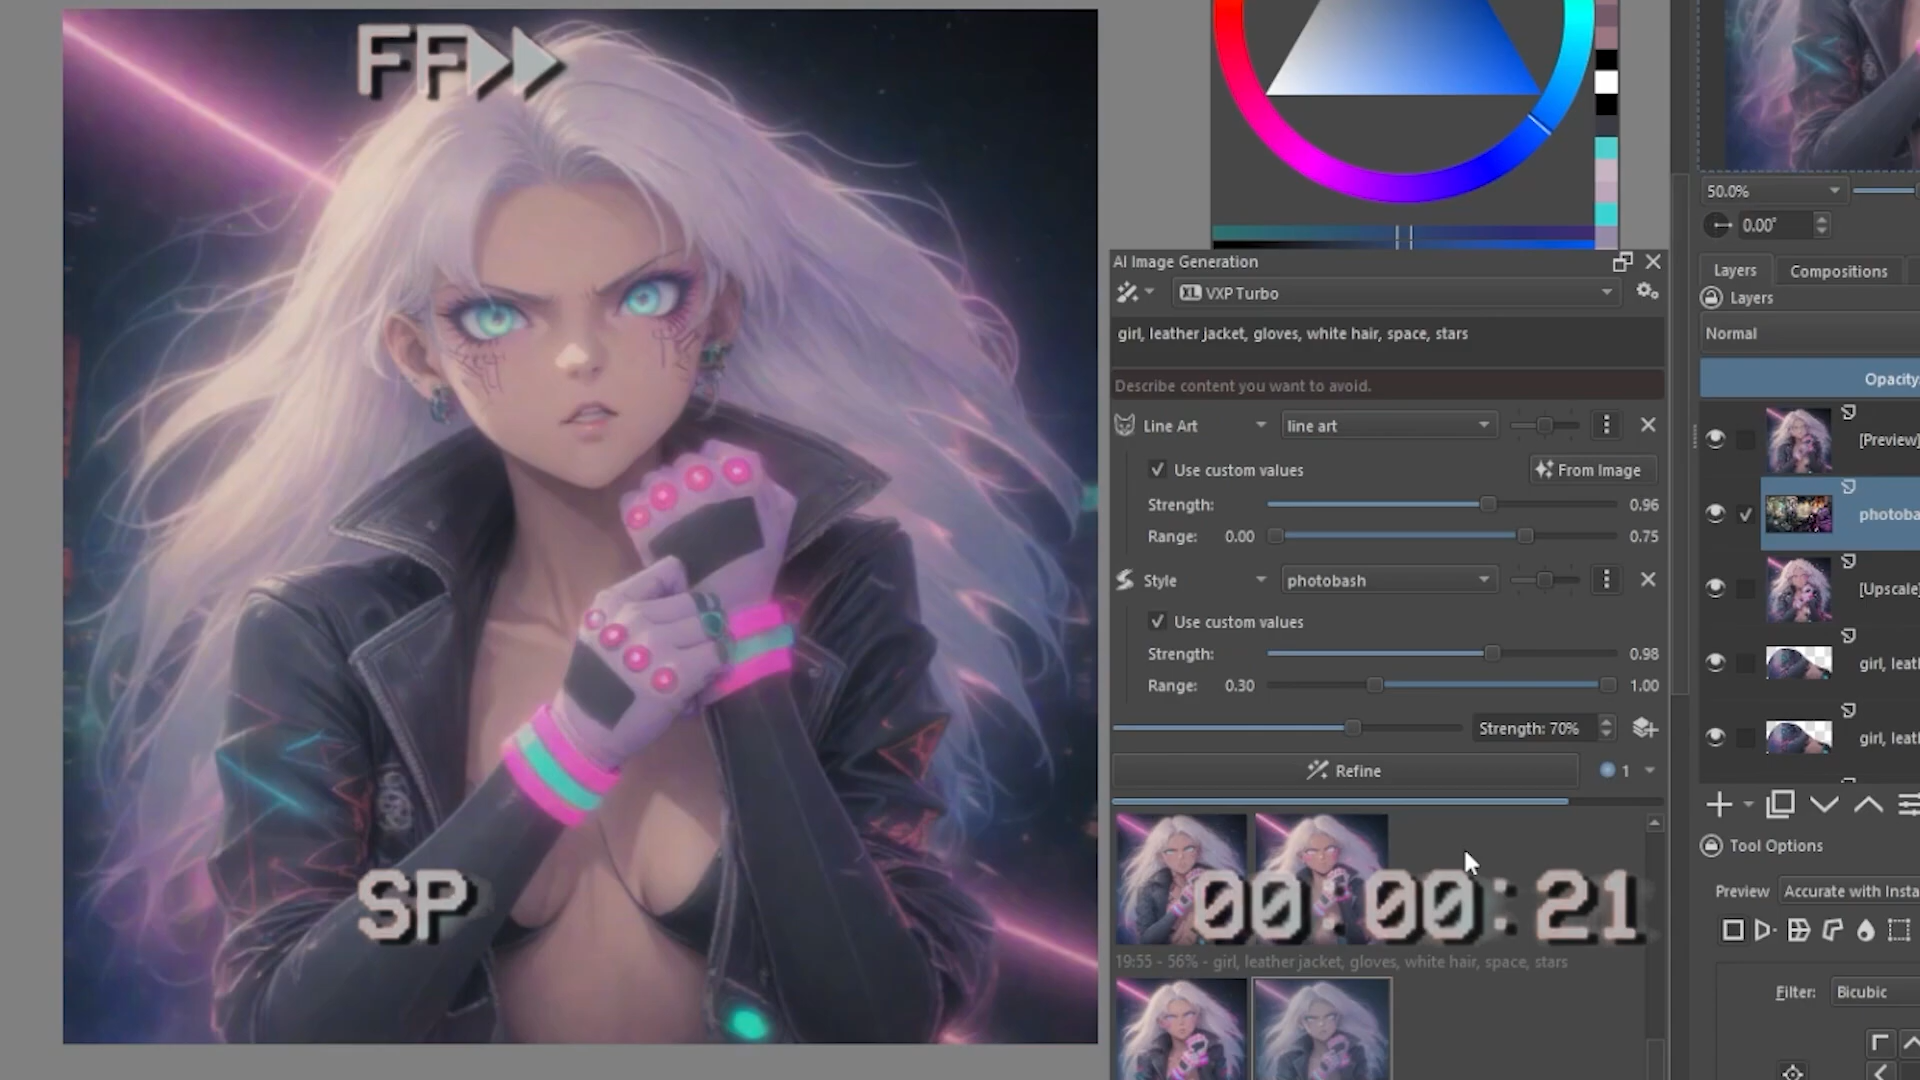 FF
50.0%
0.00°
AI Image Generation
XL VXP Turbo
girl, leather jacket, gloves, white hair, space, stars
Describe content you want to avoid.
Line Art
line art
Use custom values
From Image
Strength: 0.96
Range: 0.00 0.75
Style
photobash
Use custom values
Strength: 0.98
Range: 0.30 1.00
Strength: 70%
Refine
1
SP
00:00:21
19:55 - 56% - girl, leather jacket, gloves, white hair, space, stars
Layers
Compositions
Layers
Normal
Opacity:
[Preview]
photoba
[Upscale]
girl, leath
girl, leath
Tool Options
Preview
Accurate with Insta
Filter:
Bicubic